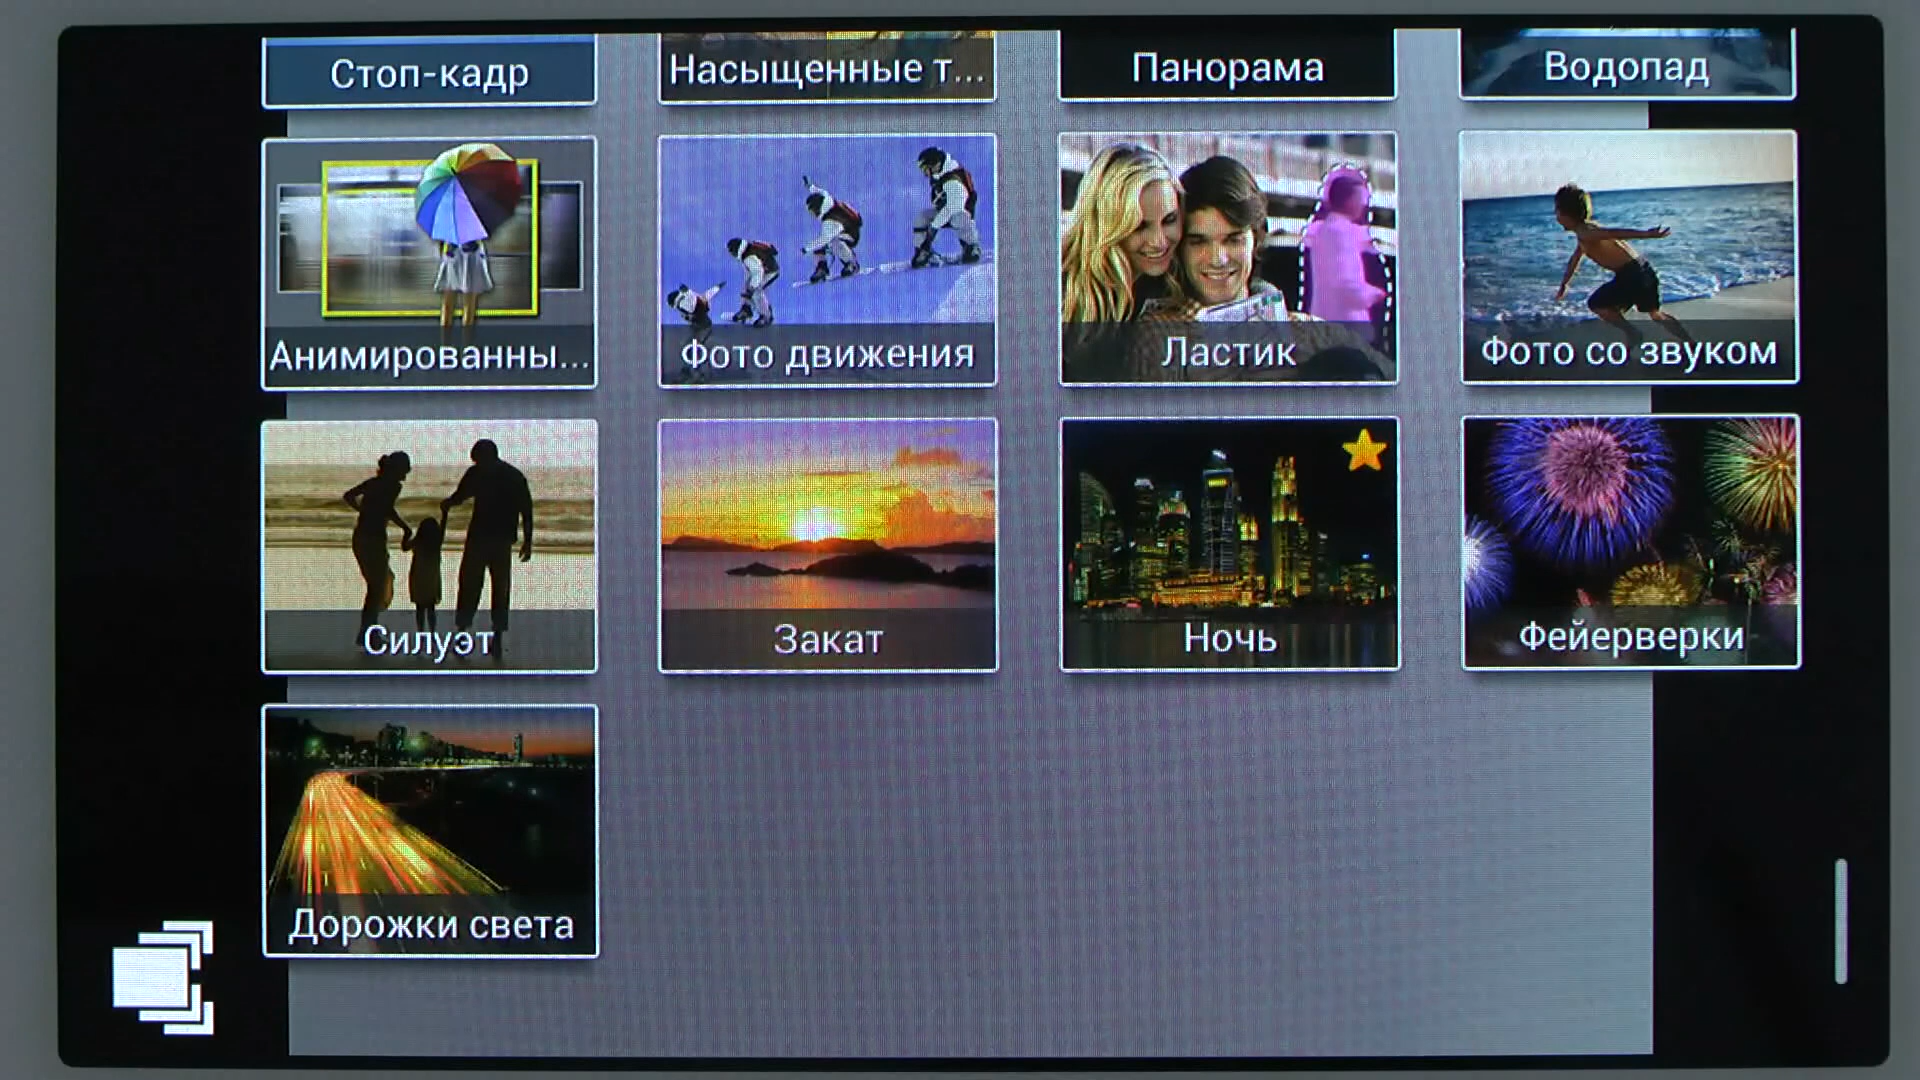 Стоп-кадр
Насыщенные т...
Панорама
Водопад
Анимированны...
Фото движения
Ластик
Фото со звуком
Силуэт
Закат
Ночь
Фейерверки
Дорожки света